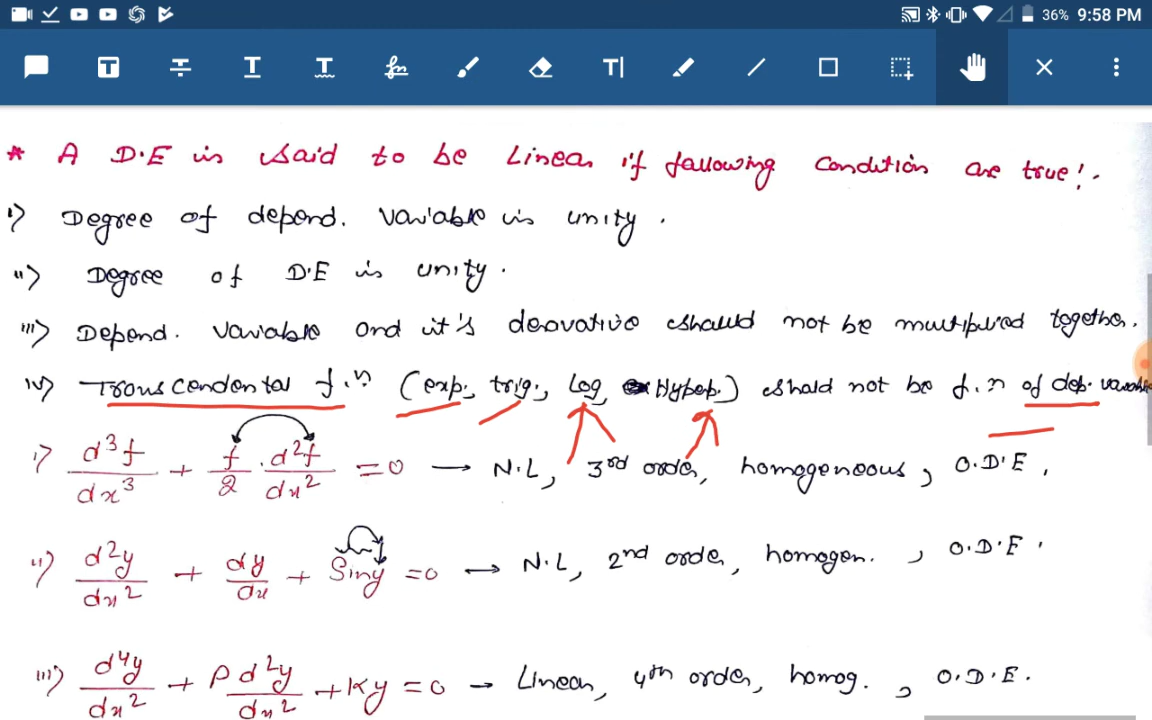 36% 9:58 PM
* A D.E is said to be Linear if following condition are true!.
i) Degree of depend. variable is unity.
ii) Degree of D.E is unity.
iii) Depend. variable and it's derovative should not be multiplied together.
iv) Transcendental f.n (exp, trig, Log, Hyperb.) should not be f.n of dep. variable
i) d³f/dx³ + f/2 . d²f/dx² = 0 → N.L, 3rd order, homogeneous, O.D.E.
ii) d²y/dx² + dy/dx + Siny = 0 → N.L, 2nd order, homogen. , O.D.E.
iii) d⁴y/dx² + P d²y/dx² + Ky = 0 → Linear, 4th order, homog. , O.D.E.